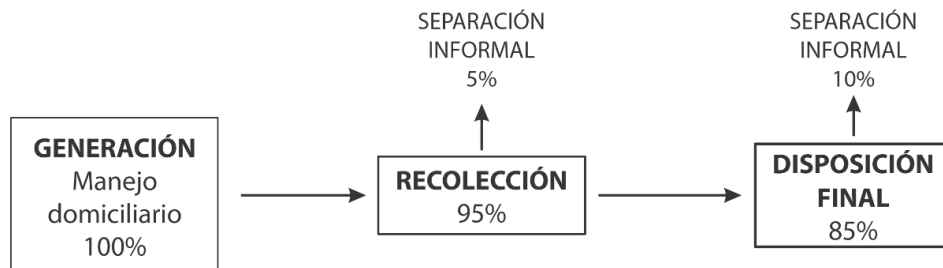 SEPARACIÓN
INFORMAL
5%
SEPARACIÓN
INFORMAL
10%
GENERACIÓN
Manejo
domiciliario
100%
RECOLECCIÓN
95%
DISPOSICIÓN
FINAL
85%